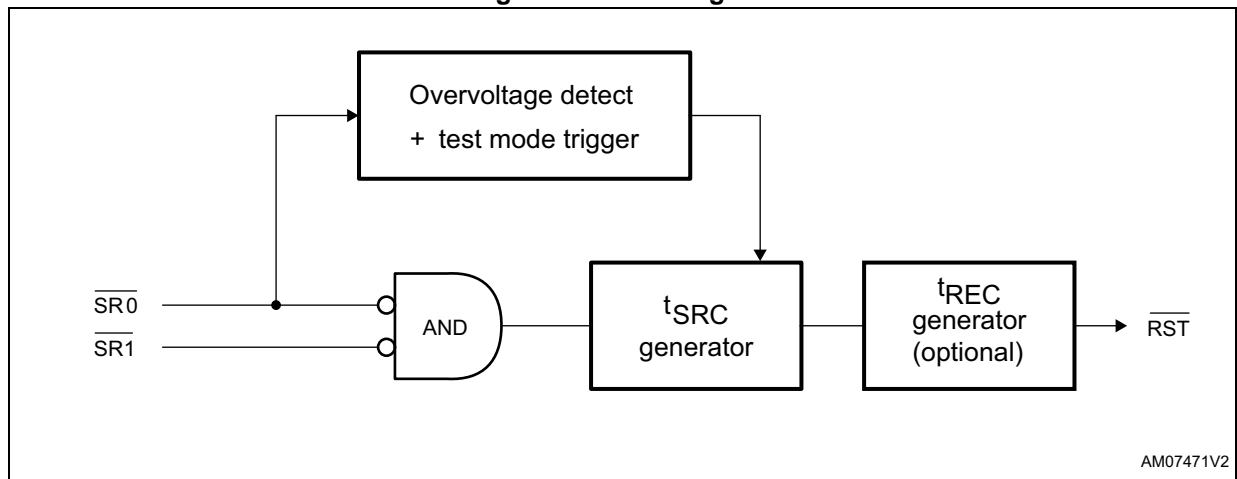 Overvoltage detect
+ test mode trigger
SR0
SR1
AND
tSRC
generator
tREC
generator
(optional)
RST
AM07471V2